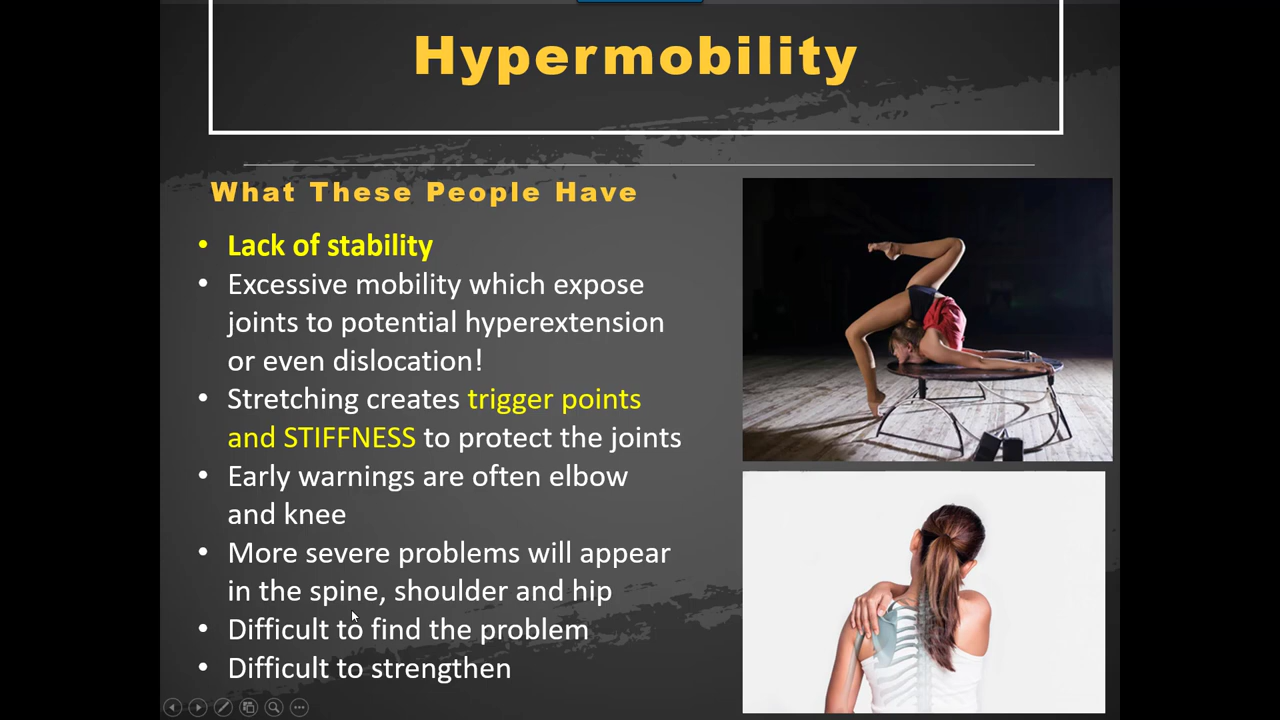 Hypermobility
What These People Have
• Lack of stability
• Excessive mobility which expose
joints to potential hyperextension
or even dislocation!
• Stretching creates trigger points
and STIFFNESS to protect the joints
• Early warnings are often elbow
and knee
• More severe problems will appear
in the spine, shoulder and hip
• Difficult to find the problem
• Difficult to strengthen